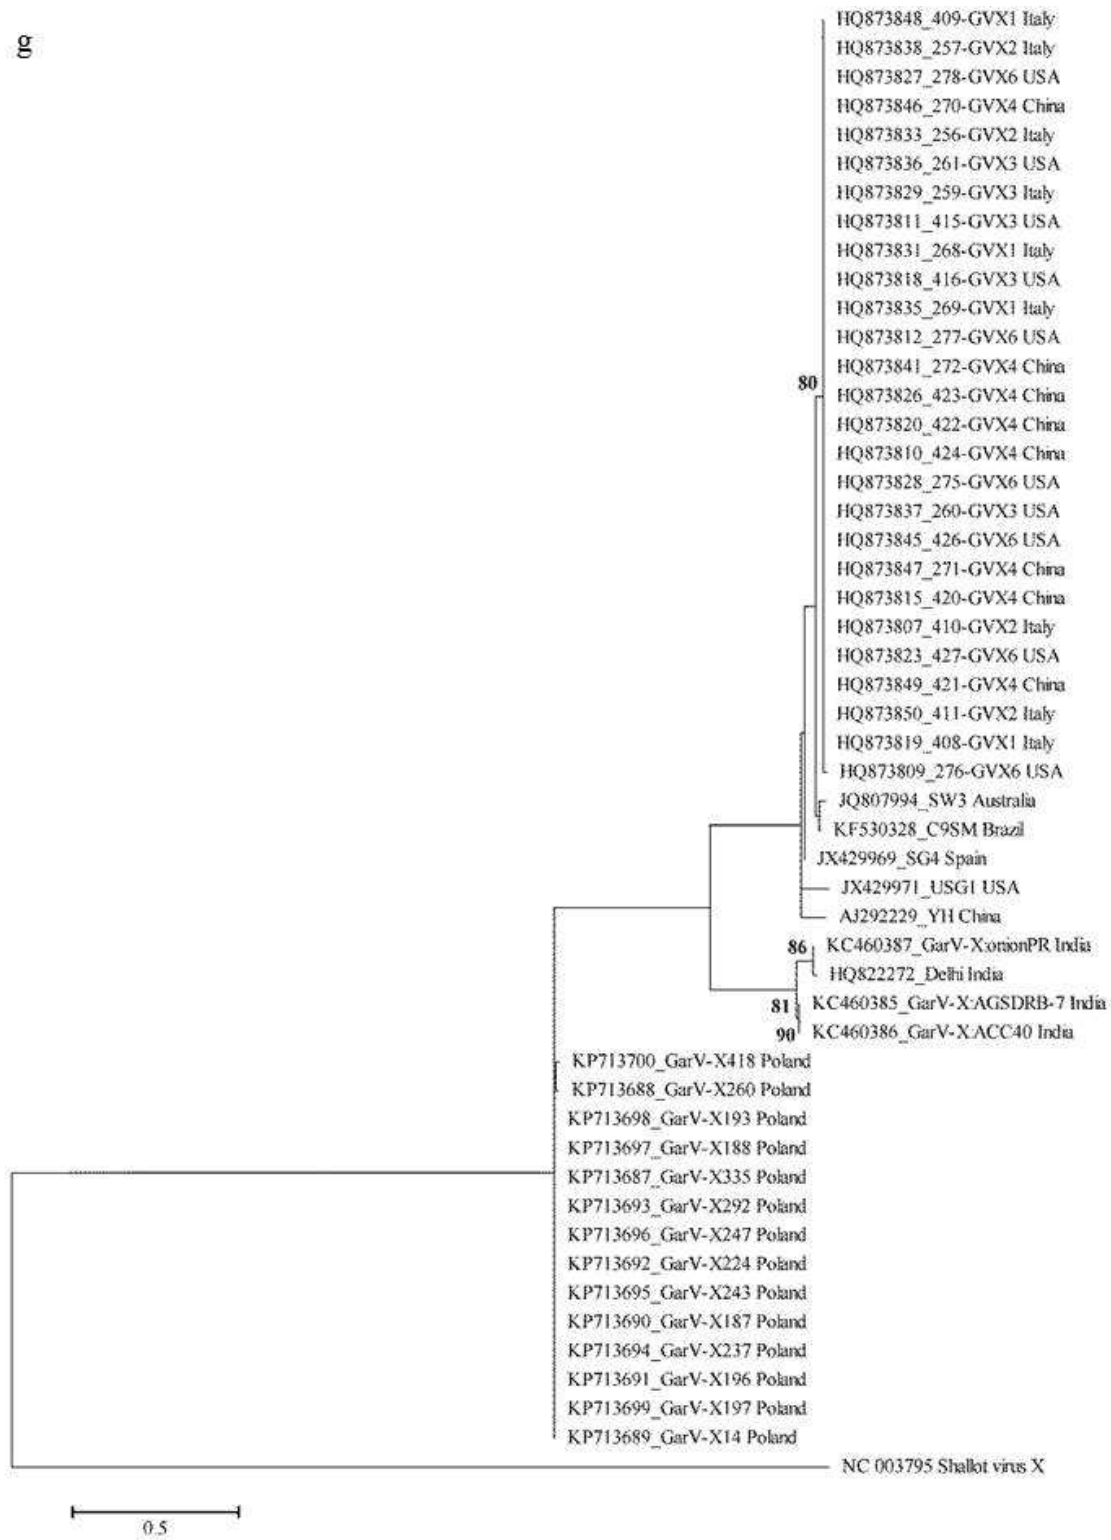 g
HQ873848_409-GVX1 Italy
HQ873838_257-GVX2 Italy
HQ873827_278-GVX6 USA
HQ873846_270-GVX4 China
HQ873833_256-GVX2 Italy
HQ873836_261-GVX3 USA
HQ873829_259-GVX3 Italy
HQ873811_415-GVX3 USA
HQ873831_268-GVX1 Italy
HQ873818_416-GVX3 USA
HQ873835_269-GVX1 Italy
HQ873812_277-GVX6 USA
HQ873841_272-GVX4 China
80
HQ873826_423-GVX4 China
HQ873820_422-GVX4 China
HQ873810_424-GVX4 China
HQ873828_275-GVX6 USA
HQ873837_260-GVX3 USA
HQ873845_426-GVX6 USA
HQ873847_271-GVX4 China
HQ873815_420-GVX4 China
HQ873807_410-GVX2 Italy
HQ873823_427-GVX6 USA
HQ873849_421-GVX4 China
HQ873850_411-GVX2 Italy
HQ873819_408-GVX1 Italy
HQ873809_276-GVX6 USA
JQ807994_SW3 Australia
KF530328_C9SM Brazil
JX429969_SG4 Spain
JX429971_USG1 USA
AJ292229_YH China
86
KC460387_GarV-X:onionPR India
HQ822272_Delhi India
81
KC460385_GarV-X:AGSDRB-7 India
90
KC460386_GarV-X:ACC40 India
KP713700_GarV-X418 Poland
KP713688_GarV-X260 Poland
KP713698_GarV-X193 Poland
KP713697_GarV-X188 Poland
KP713687_GarV-X335 Poland
KP713693_GarV-X292 Poland
KP713696_GarV-X247 Poland
KP713692_GarV-X224 Poland
KP713695_GarV-X243 Poland
KP713690_GarV-X187 Poland
KP713694_GarV-X237 Poland
KP713691_GarV-X196 Poland
KP713699_GarV-X197 Poland
KP713689_GarV-X14 Poland
NC 003795 Shallot virus X
0.5